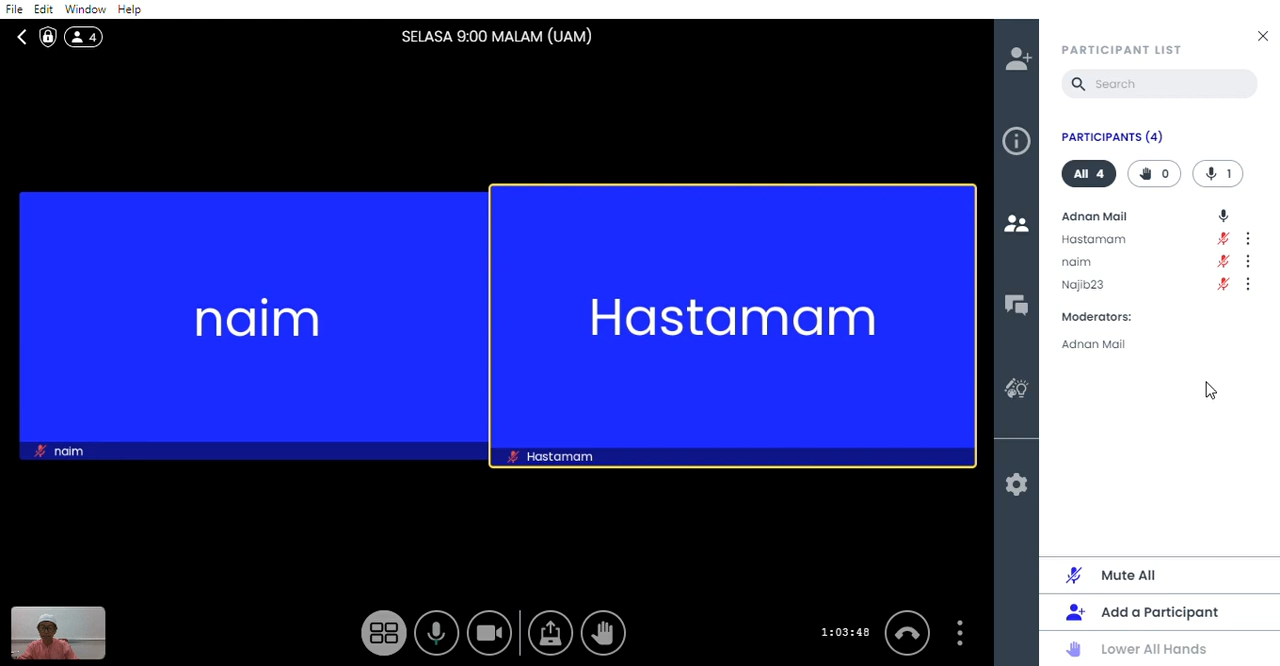 File Edit Window Help
4
SELASA 9:00 MALAM (UAM)
naim
Hastamam
naim
Hastamam
1:03:48
PARTICIPANT LIST
Search
PARTICIPANTS (4)
All 4
0
1
Adnan Mail
Hastamam
naim
Najib23
Moderators:
Adnan Mail
Mute All
Add a Participant
Lower All Hands